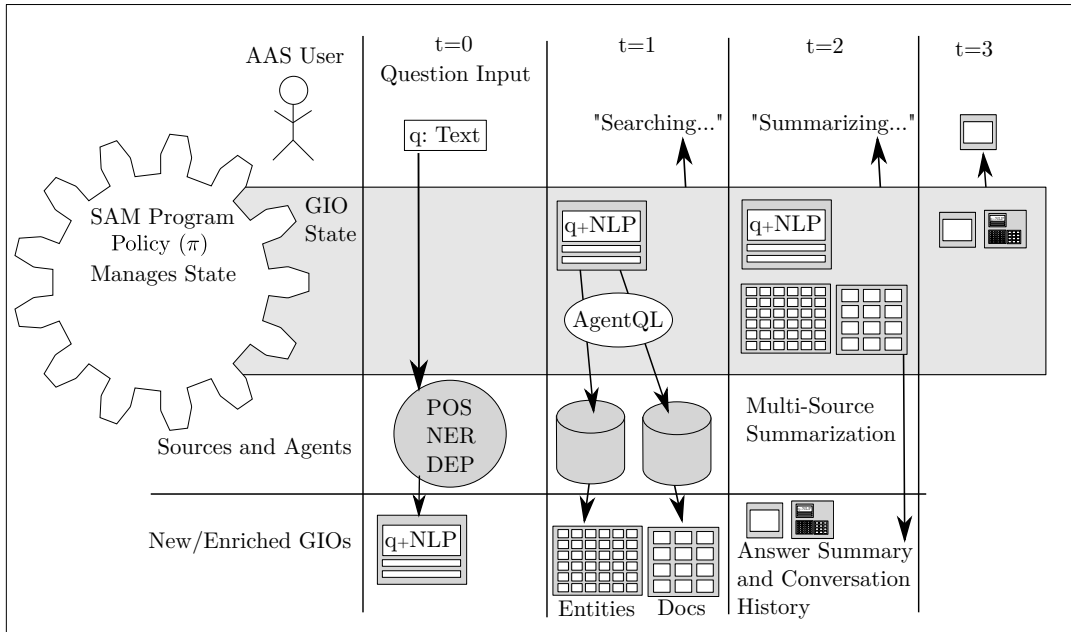 AAS User
t=0
t=1
t=2
t=3
Question Input
q: Text
"Searching..."
"Summarizing..."
SAM Program
Policy (π)
Manages State
GIO
State
q+NLP
q+NLP
AgentQL
POS
NER
DEP
Sources and Agents
Multi-Source
Summarization
New/Enriched GIOs
q+NLP
Entities
Docs
Answer Summary
and Conversation
History